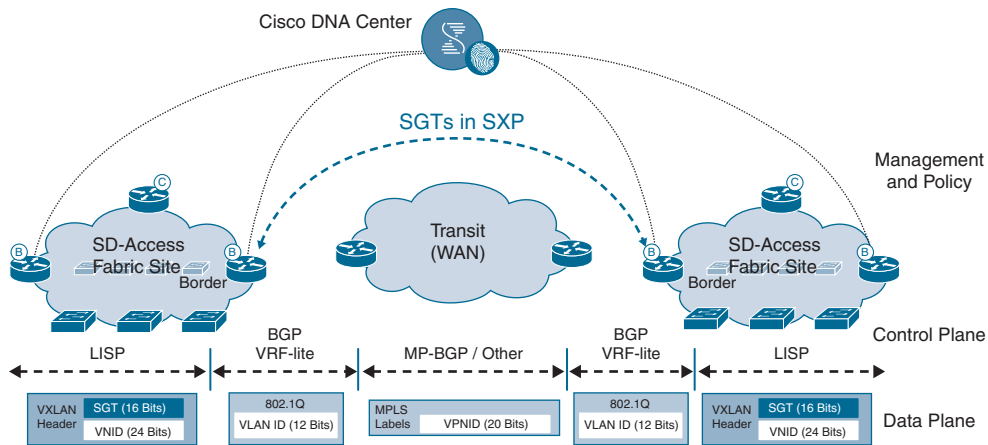 Cisco DNA Center
SGTs in SXP
Management
and Policy
C
C
B
SD-Access
Fabric Site
B
Border
Transit
(WAN)
B
SD-Access
Fabric Site
B
Border
Control Plane
LISP
BGP
VRF-lite
MP-BGP / Other
BGP
VRF-lite
LISP
VXLAN
Header
SGT (16 Bits)
VNID (24 Bits)
802.1Q
VLAN ID (12 Bits)
MPLS
Labels
VPNID (20 Bits)
802.1Q
VLAN ID (12 Bits)
VXLAN
Header
SGT (16 Bits)
VNID (24 Bits)
Data Plane